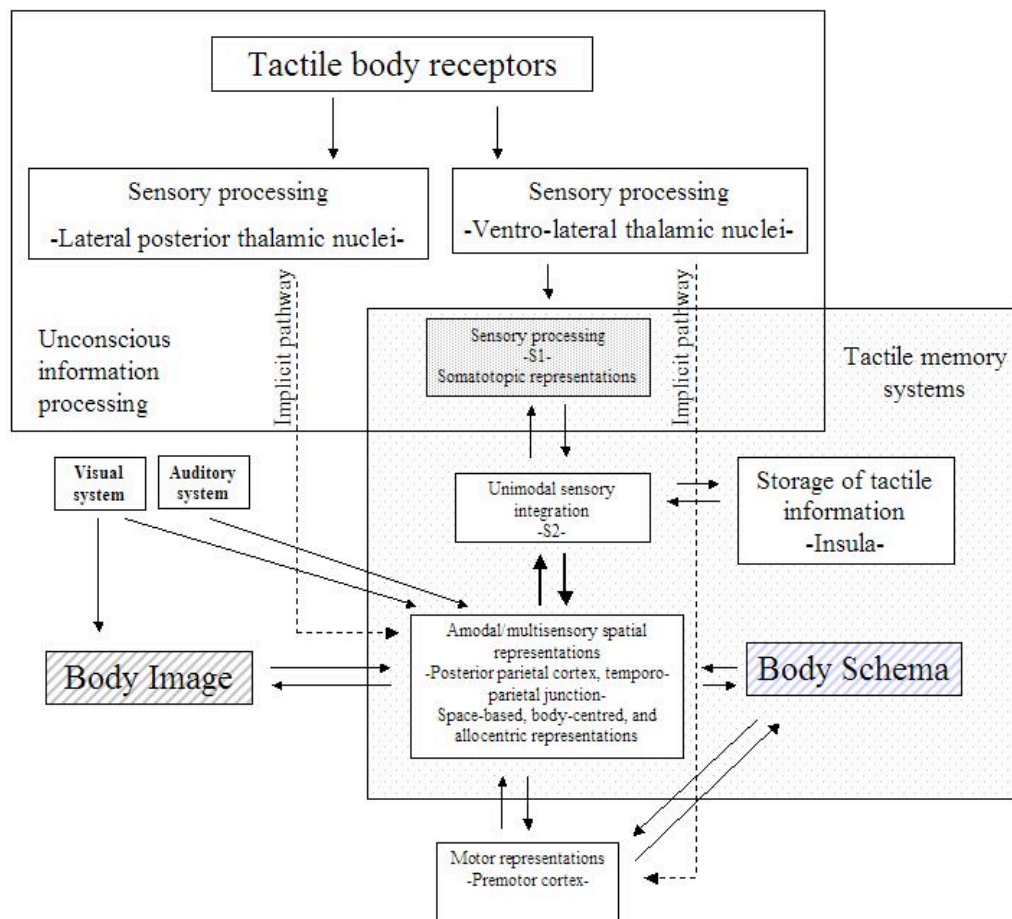 Tactile body receptors
Sensory processing
-Lateral posterior thalamic nuclei-
Sensory processing
-Ventro-lateral thalamic nuclei-
Implicit pathway
Implicit pathway
Unconscious
information
processing
Sensory processing
-S1-
Somatotopic representations
Tactile memory
systems
Visual
system
Auditory
system
Unimodal sensory
integration
-S2-
Storage of tactile
information
-Insula-
Amodal/multisensory spatial
representations
-Posterior parietal cortex, temporo-
parietal junction-
Space-based, body-centred, and
allocentric representations
Body Image
Body Schema
Motor representations
-Premotor cortex-